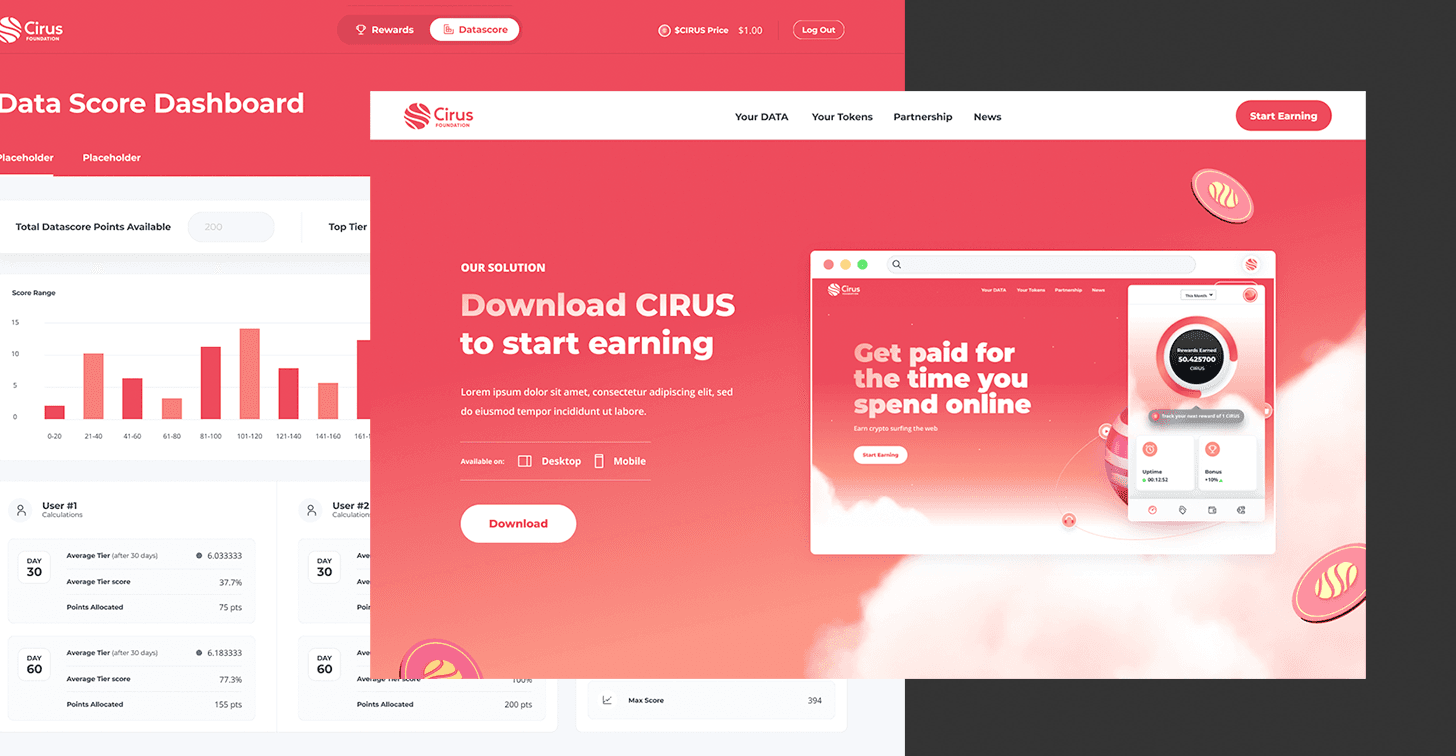 Cirus
FOUNDATION
Rewards
Datascore
$CIRUS Price $1.00
Log Out
Data Score Dashboard
Placeholder
Placeholder
Total Datascore Points Available
200
Top Tier
Score Range
15
10
5
0
0-20 21-40 41-60 61-80 81-100 101-120 121-140 141-160 161-1
User #1
Calculations
DAY
30
Average Tier (after 30 days) 6.033333
Average Tier score 37.7%
Points Allocated 75 pts
DAY
60
Average Tier (after 30 days) 6.183333
Average Tier score 77.3%
Points Allocated 155 pts
User #2
Calculation
DAY
30
Ave
Ave
Poi
DAY
60
Ave
Average Tier score 100%
Points Allocated 200 pts
Max Score 394
Cirus
FOUNDATION
Your DATA Your Tokens Partnership News
Start Earning
OUR SOLUTION
Download CIRUS
to start earning
Lorem ipsum dolor sit amet, consectetur adipiscing elit, sed
do eiusmod tempor incididunt ut labore.
Available on: Desktop Mobile
Download
Cirus
FOUNDATION
Your DATA Your Tokens Partnership News
Get paid for
the time you
spend online
Earn crypto surfing the web
Start Earning
This Month
Rewards Earned
50.425700
CIRUS
Track your next reward of 1 CIRUS
Uptime
00:12:52
Bonus
+10%